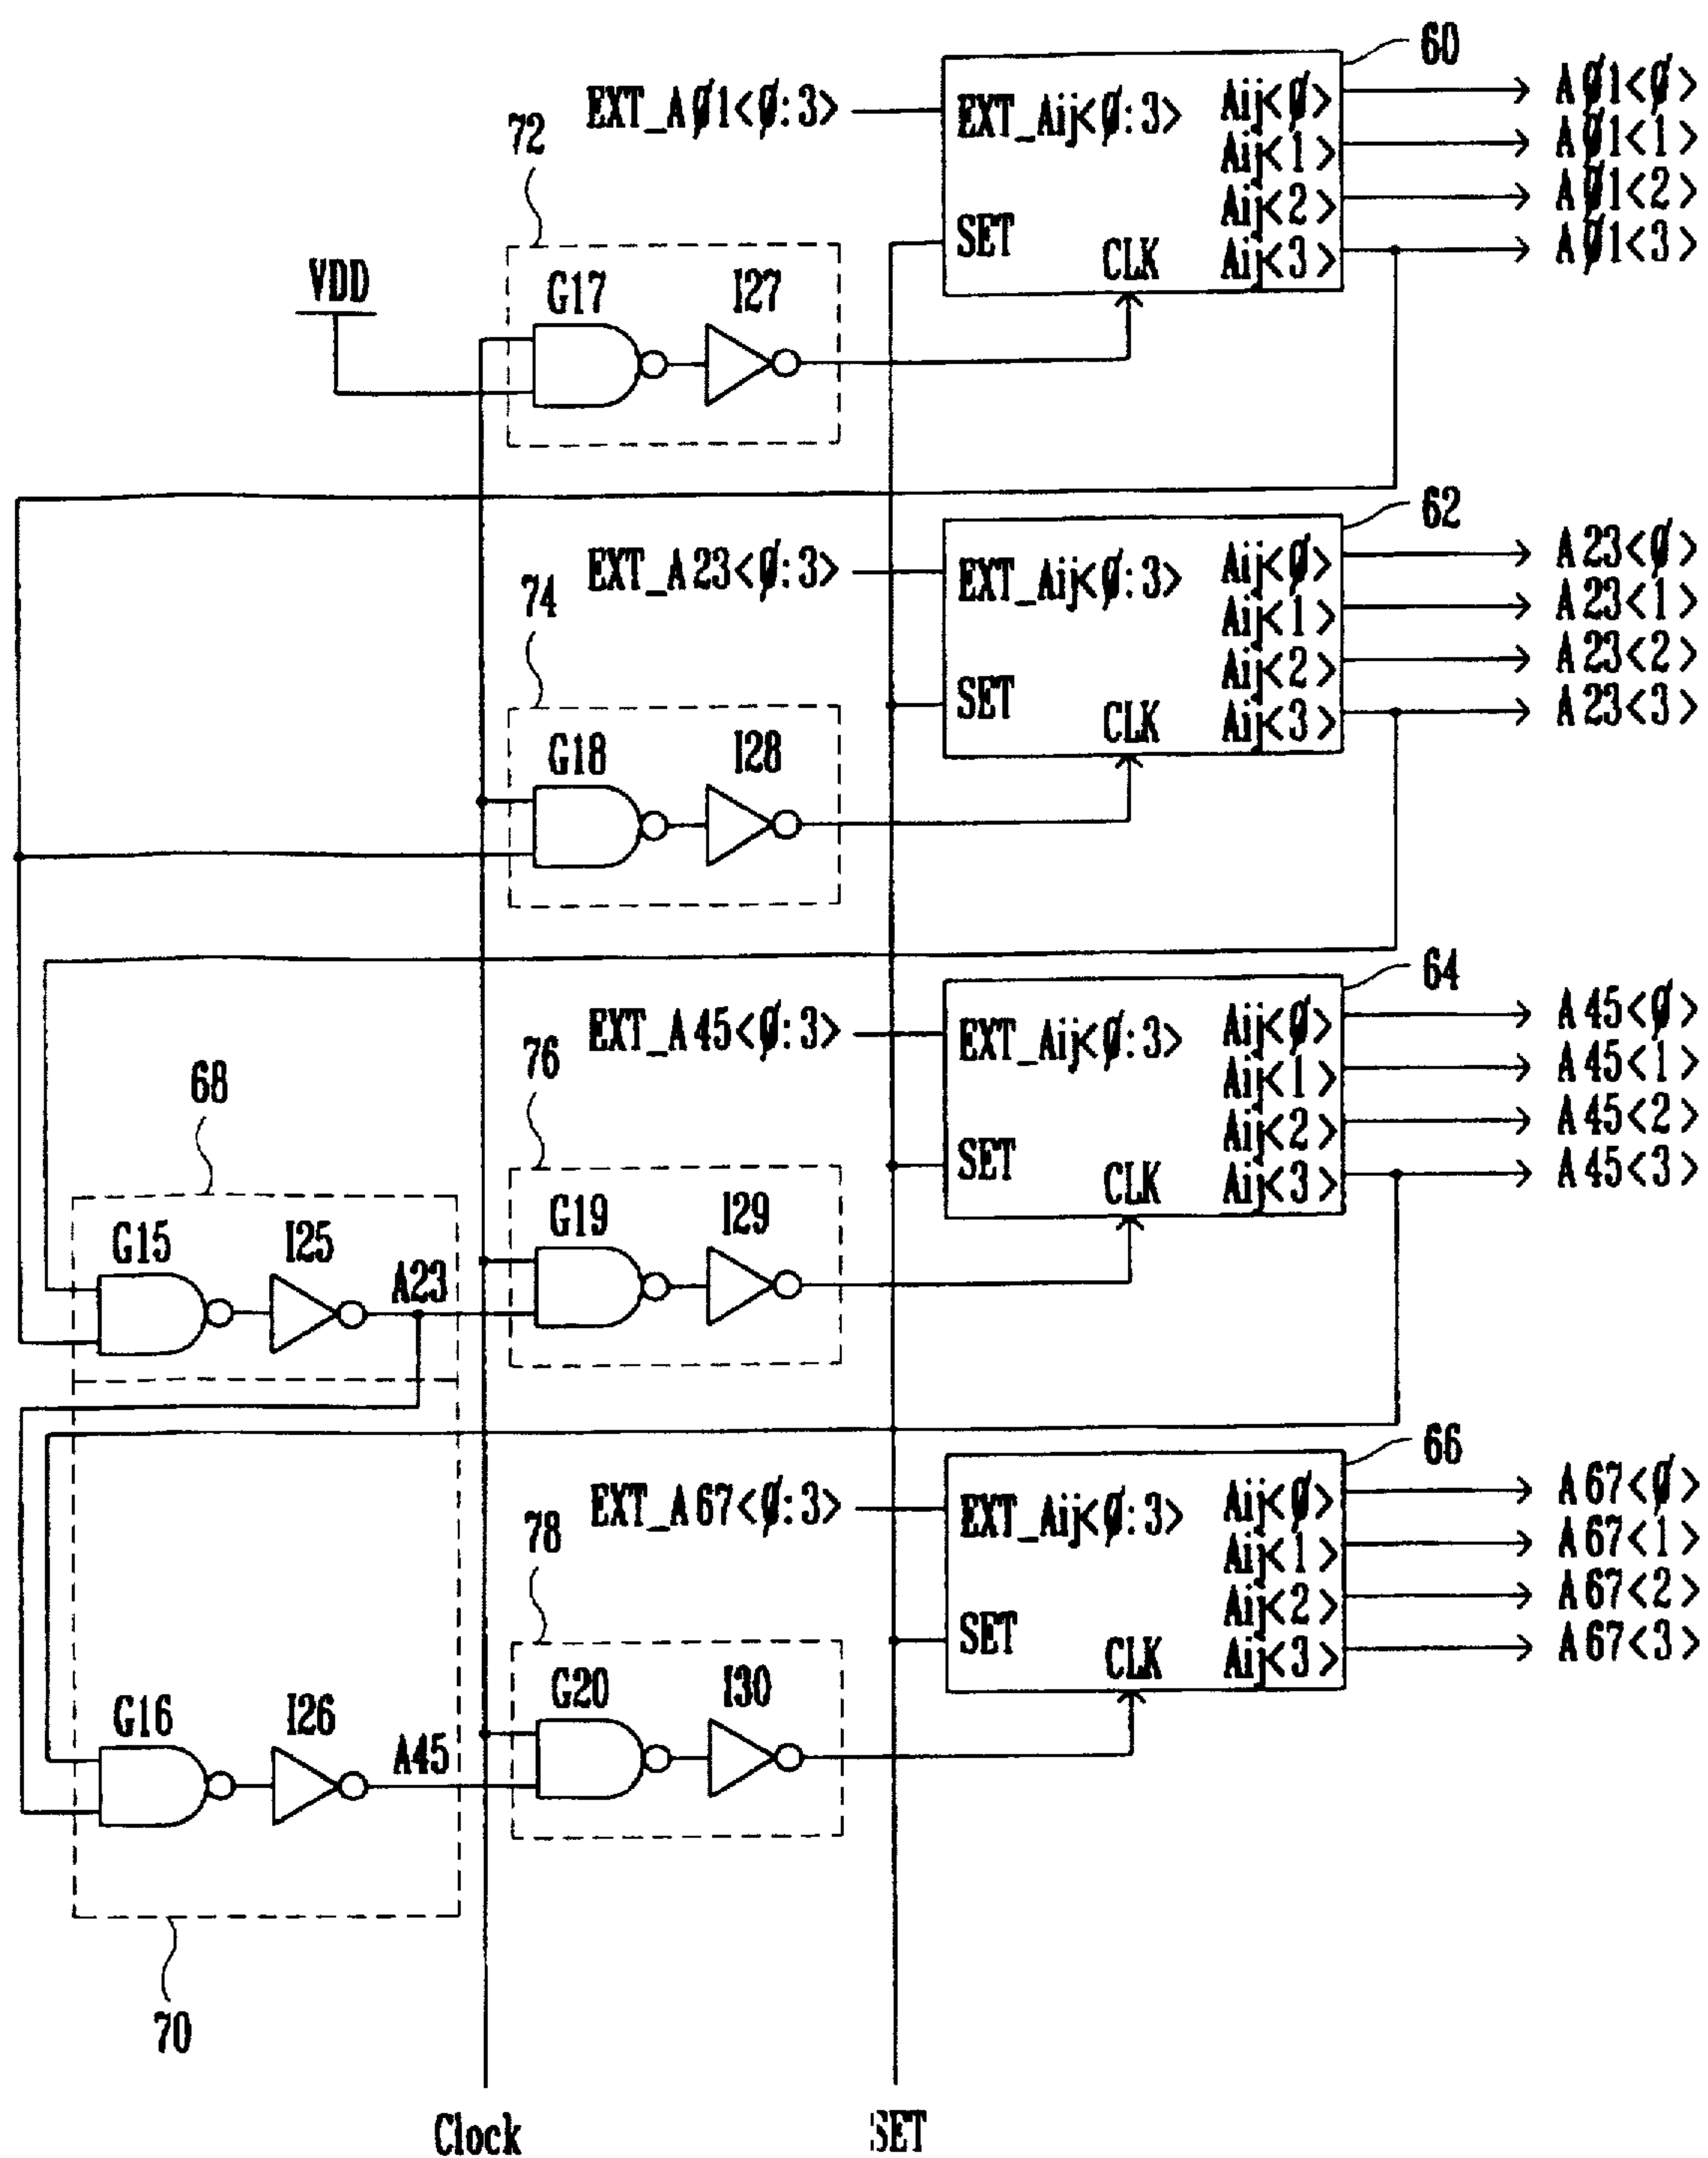 60
EXT_AØ1<Ø:3>
EXT_Aij<Ø:3>
Aij<Ø>
Aij<1>
Aij<2>
Aij<3>
SET
CLK
AØ1<Ø>
AØ1<1>
AØ1<2>
AØ1<3>
72
VDD
G17
I27
62
EXT_A23<Ø:3>
EXT_Aij<Ø:3>
Aij<Ø>
Aij<1>
Aij<2>
Aij<3>
SET
CLK
A23<Ø>
A23<1>
A23<2>
A23<3>
74
G18
I28
64
EXT_A45<Ø:3>
EXT_Aij<Ø:3>
Aij<Ø>
Aij<1>
Aij<2>
Aij<3>
SET
CLK
A45<Ø>
A45<1>
A45<2>
A45<3>
76
68
G15
I25
A23
G19
I29
66
EXT_A67<Ø:3>
EXT_Aij<Ø:3>
Aij<Ø>
Aij<1>
Aij<2>
Aij<3>
SET
CLK
A67<Ø>
A67<1>
A67<2>
A67<3>
78
G16
I26
A45
G20
I30
70
Clock
SET